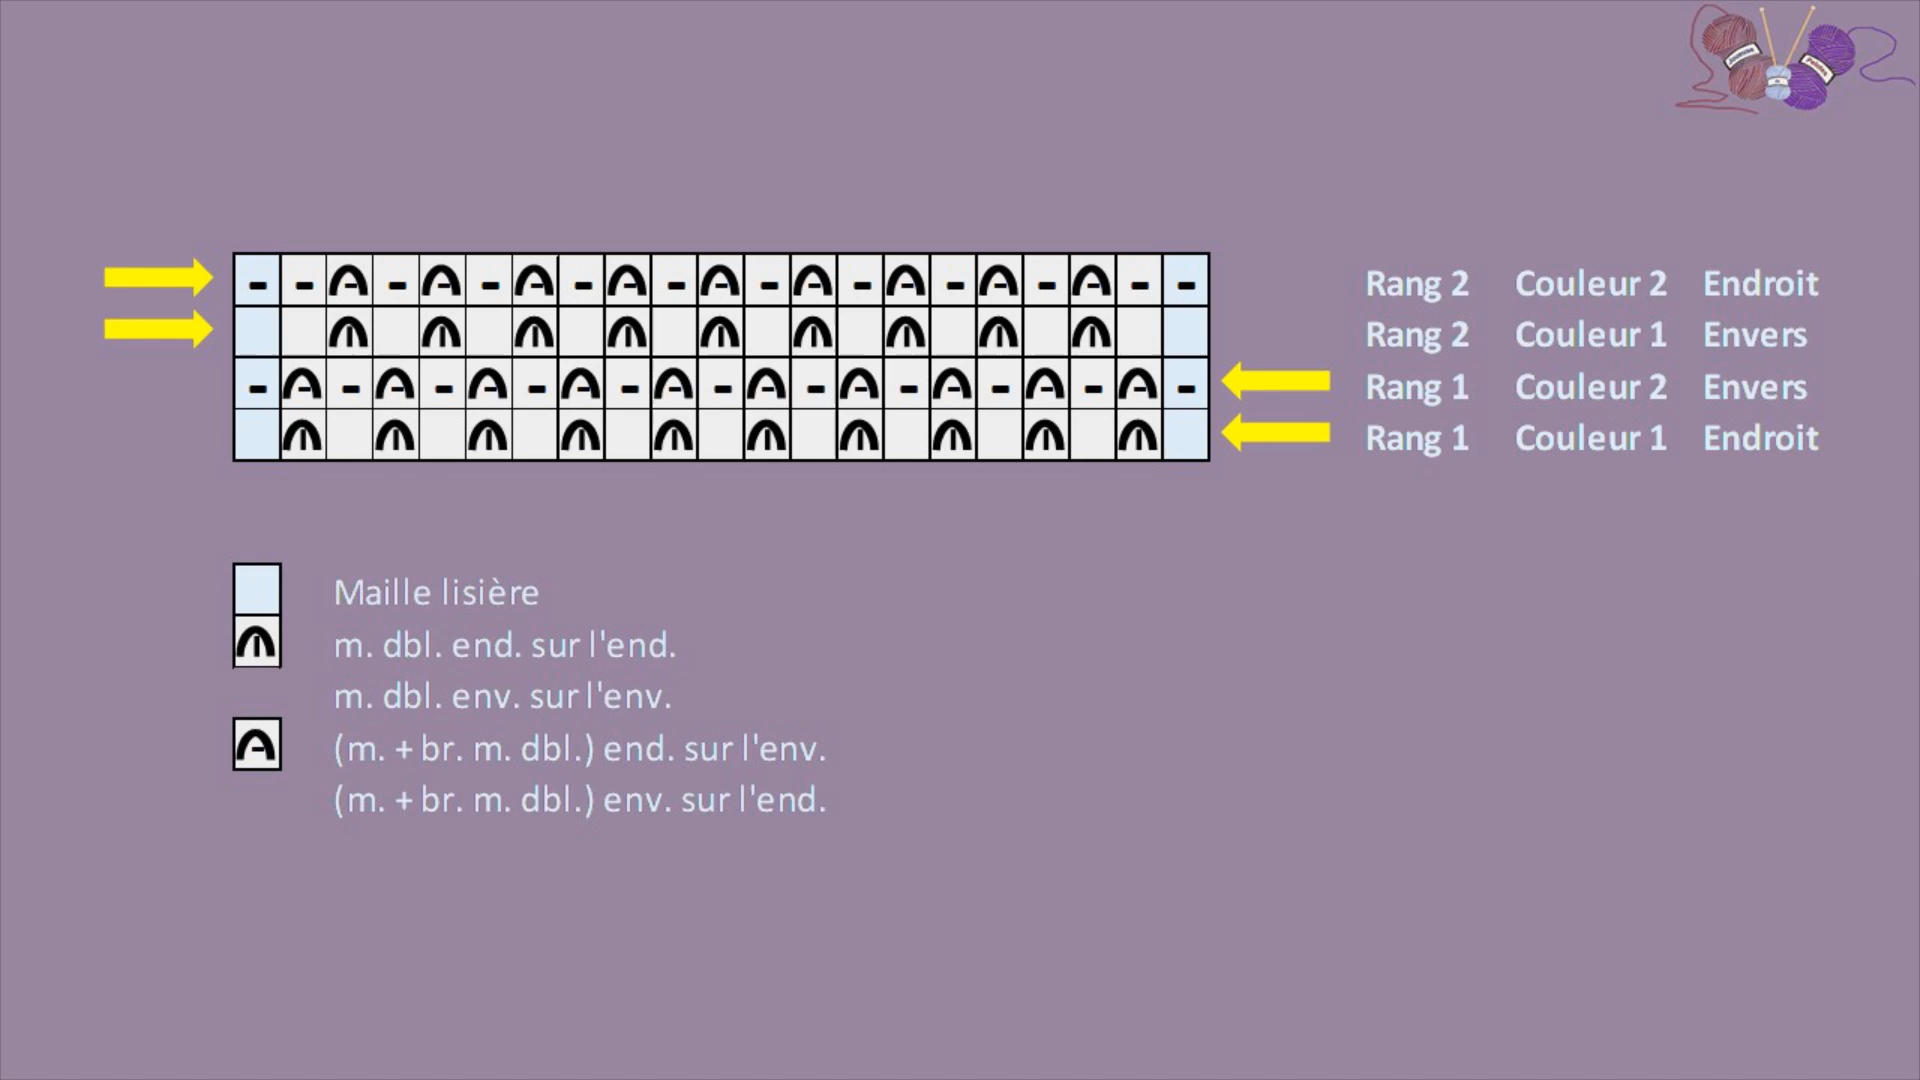 Rang 2 Couleur 2 Endroit
Rang 2 Couleur 1 Envers
Rang 1 Couleur 2 Envers
Rang 1 Couleur 1 Endroit
Maille lisière
m. dbl. end. sur l'end.
m. dbl. env. sur l'env.
(m. + br. m. dbl.) end. sur l'env.
(m. + br. m. dbl.) env. sur l'end.